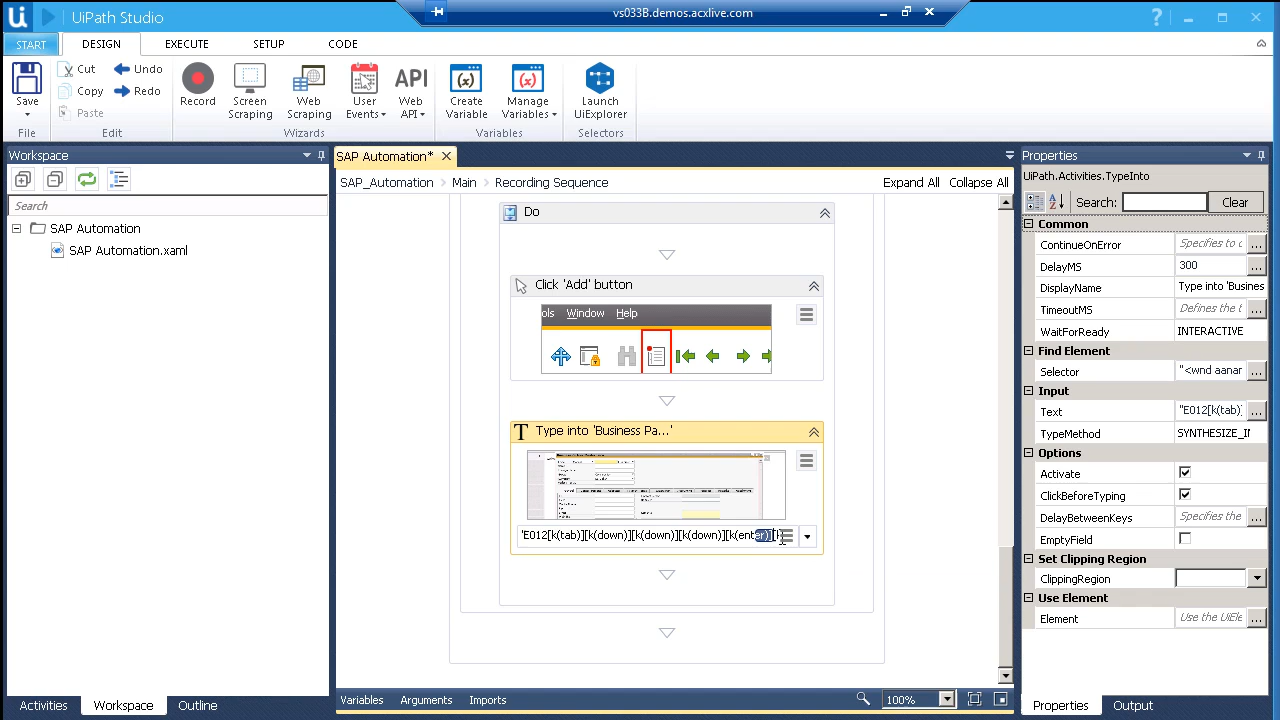 UiPath Studio
vs033B.demos.acxlive.com
START DESIGN EXECUTE SETUP CODE
Save
Cut
Copy
Paste
Undo
Redo
Record
Screen Scraping
Web Scraping
User Events
API
Web API
Create Variable
Manage Variables
Launch UiExplorer
File Edit Wizards Variables Selectors
Workspace
Search
SAP Automation
SAP Automation.xaml
Activities Workspace Outline
SAP Automation*
SAP_Automation Main Recording Sequence Expand All Collapse All
Do
Click 'Add' button
ols Window Help
Type into 'Business Pa...'
'E012[k(tab)][k(down)][k(down)][k(down)][k(enter)][
Variables Arguments Imports 100%
Properties
UiPath.Activities.TypeInto
Search: Clear
Common
ContinueOnError Specifies to c
DelayMS 300
DisplayName Type into 'Busines
TimeoutMS Defines the t
WaitForReady INTERACTIVE
Find Element
Selector "<wnd aanar
Input
Text "E012[k(tab)]
TypeMethod SYNTHESIZE_IN
Options
Activate
ClickBeforeTyping
DelayBetweenKeys Specifies the
EmptyField
Set Clipping Region
ClippingRegion
Use Element
Element Use the UiEle
Properties Output